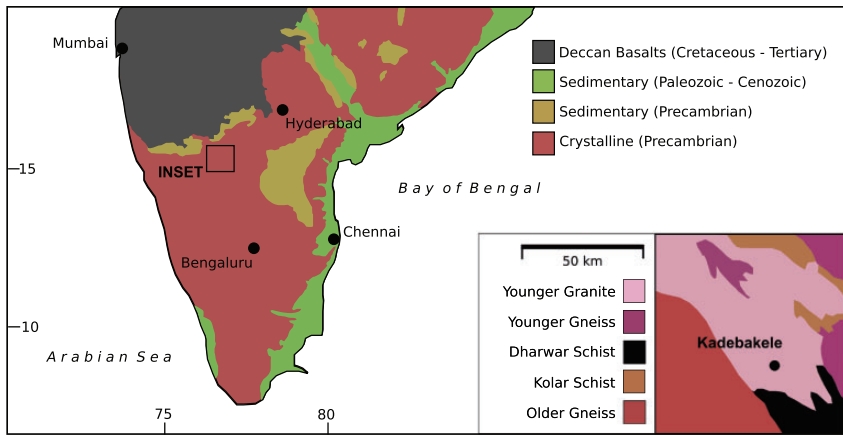 Mumbai
Hyderabad
15
INSET
Bengaluru
Chennai
10
Bay of Bengal
Arabian Sea
75
80
Deccan Basalts (Cretaceous - Tertiary)
Sedimentary (Paleozoic - Cenozoic)
Sedimentary (Precambrian)
Crystalline (Precambrian)
50 km
Younger Granite
Younger Gneiss
Dharwar Schist
Kolar Schist
Older Gneiss
Kadebakele